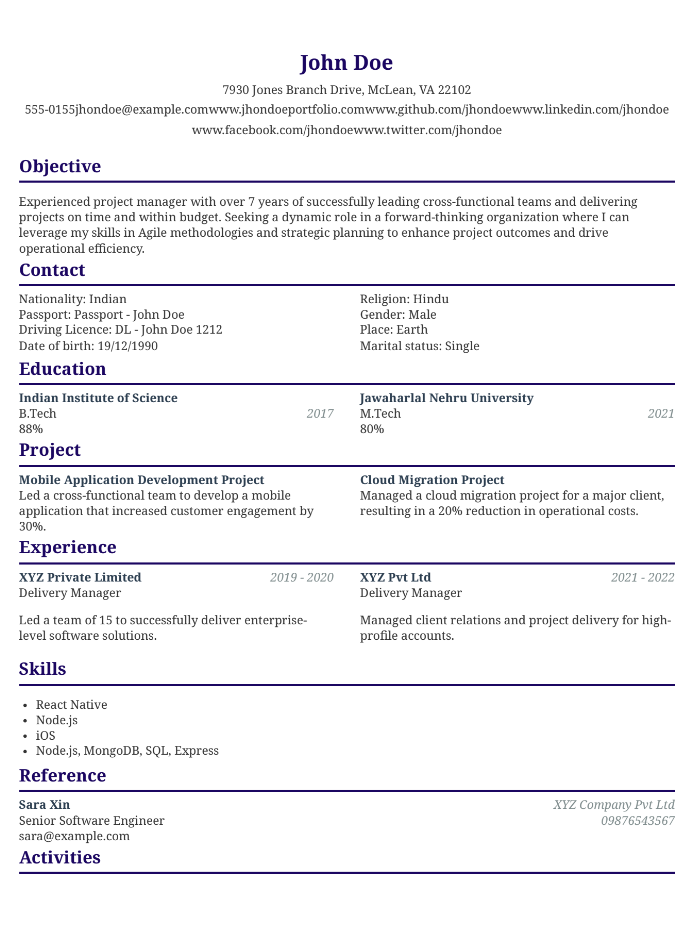 John Doe
7930 Jones Branch Drive, McLean, VA 22102
555-0155jhondoe@example.comwww.jhondoeportfolio.comwww.github.com/jhondoewww.linkedin.com/jhondoe
www.facebook.com/jhondoewww.twitter.com/jhondoe
Objective
Experienced project manager with over 7 years of successfully leading cross-functional teams and delivering
projects on time and within budget. Seeking a dynamic role in a forward-thinking organization where I can
leverage my skills in Agile methodologies and strategic planning to enhance project outcomes and drive
operational efficiency.
Contact
Nationality: Indian
Passport: Passport - John Doe
Driving Licence: DL - John Doe 1212
Date of birth: 19/12/1990
Religion: Hindu
Gender: Male
Place: Earth
Marital status: Single
Education
Indian Institute of Science
B.Tech 2017
88%
Jawaharlal Nehru University
M.Tech 2021
80%
Project
Mobile Application Development Project
Led a cross-functional team to develop a mobile
application that increased customer engagement by
30%.
Cloud Migration Project
Managed a cloud migration project for a major client,
resulting in a 20% reduction in operational costs.
Experience
XYZ Private Limited 2019 - 2020
Delivery Manager
Led a team of 15 to successfully deliver enterprise-
level software solutions.
XYZ Pvt Ltd 2021 - 2022
Delivery Manager
Managed client relations and project delivery for high-
profile accounts.
Skills
• React Native
• Node.js
• iOS
• Node.js, MongoDB, SQL, Express
Reference
Sara Xin XYZ Company Pvt Ltd
Senior Software Engineer 09876543567
sara@example.com
Activities